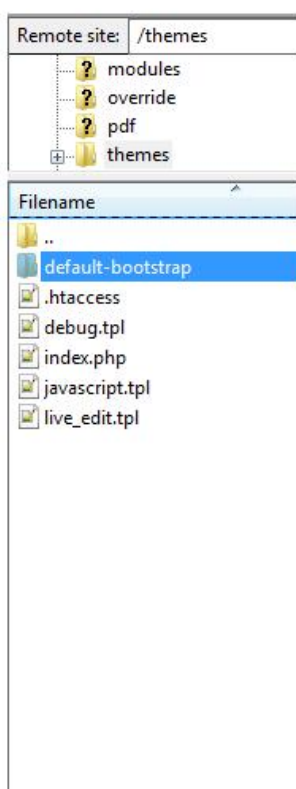 Remote site: /themes
? modules
? override
? pdf
themes
Filename
..
default-bootstrap
.htaccess
debug.tpl
index.php
javascript.tpl
live_edit.tpl